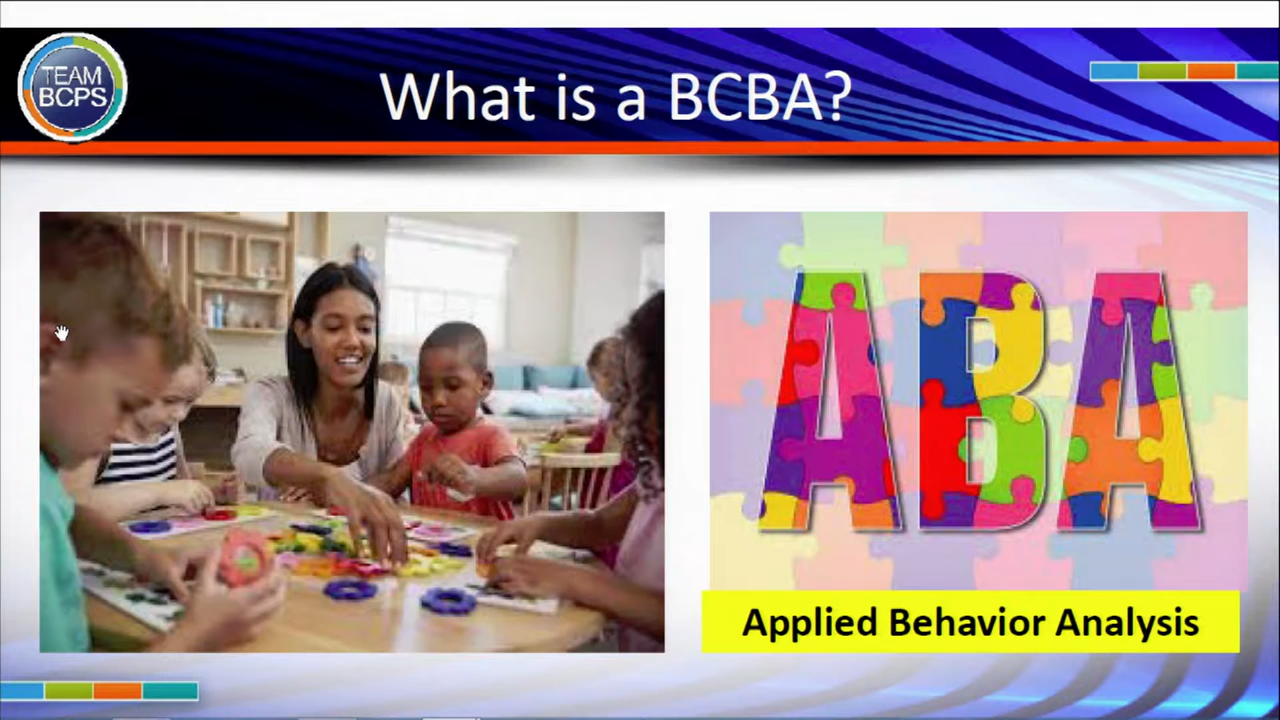 TEAM
BCPS
What is a BCBA?
ABA
Applied Behavior Analysis